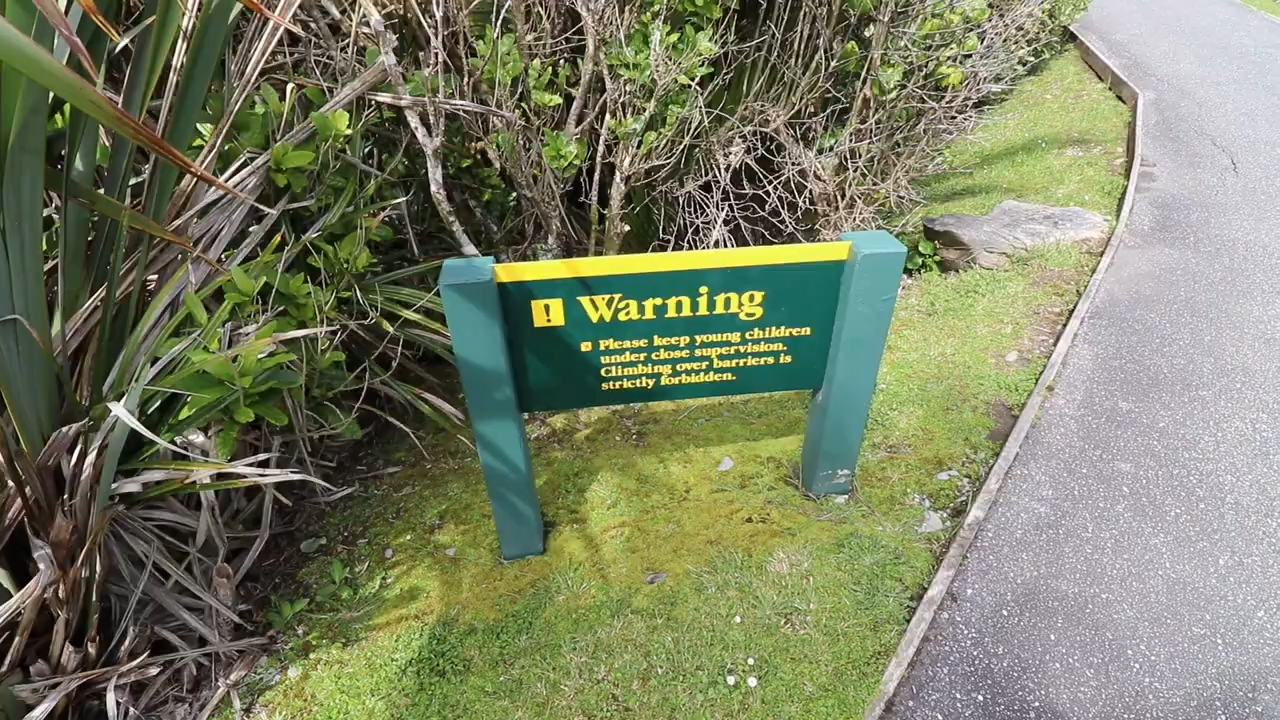 ! Warning
Please keep young children
under close supervision.
Climbing over barriers is
strictly forbidden.